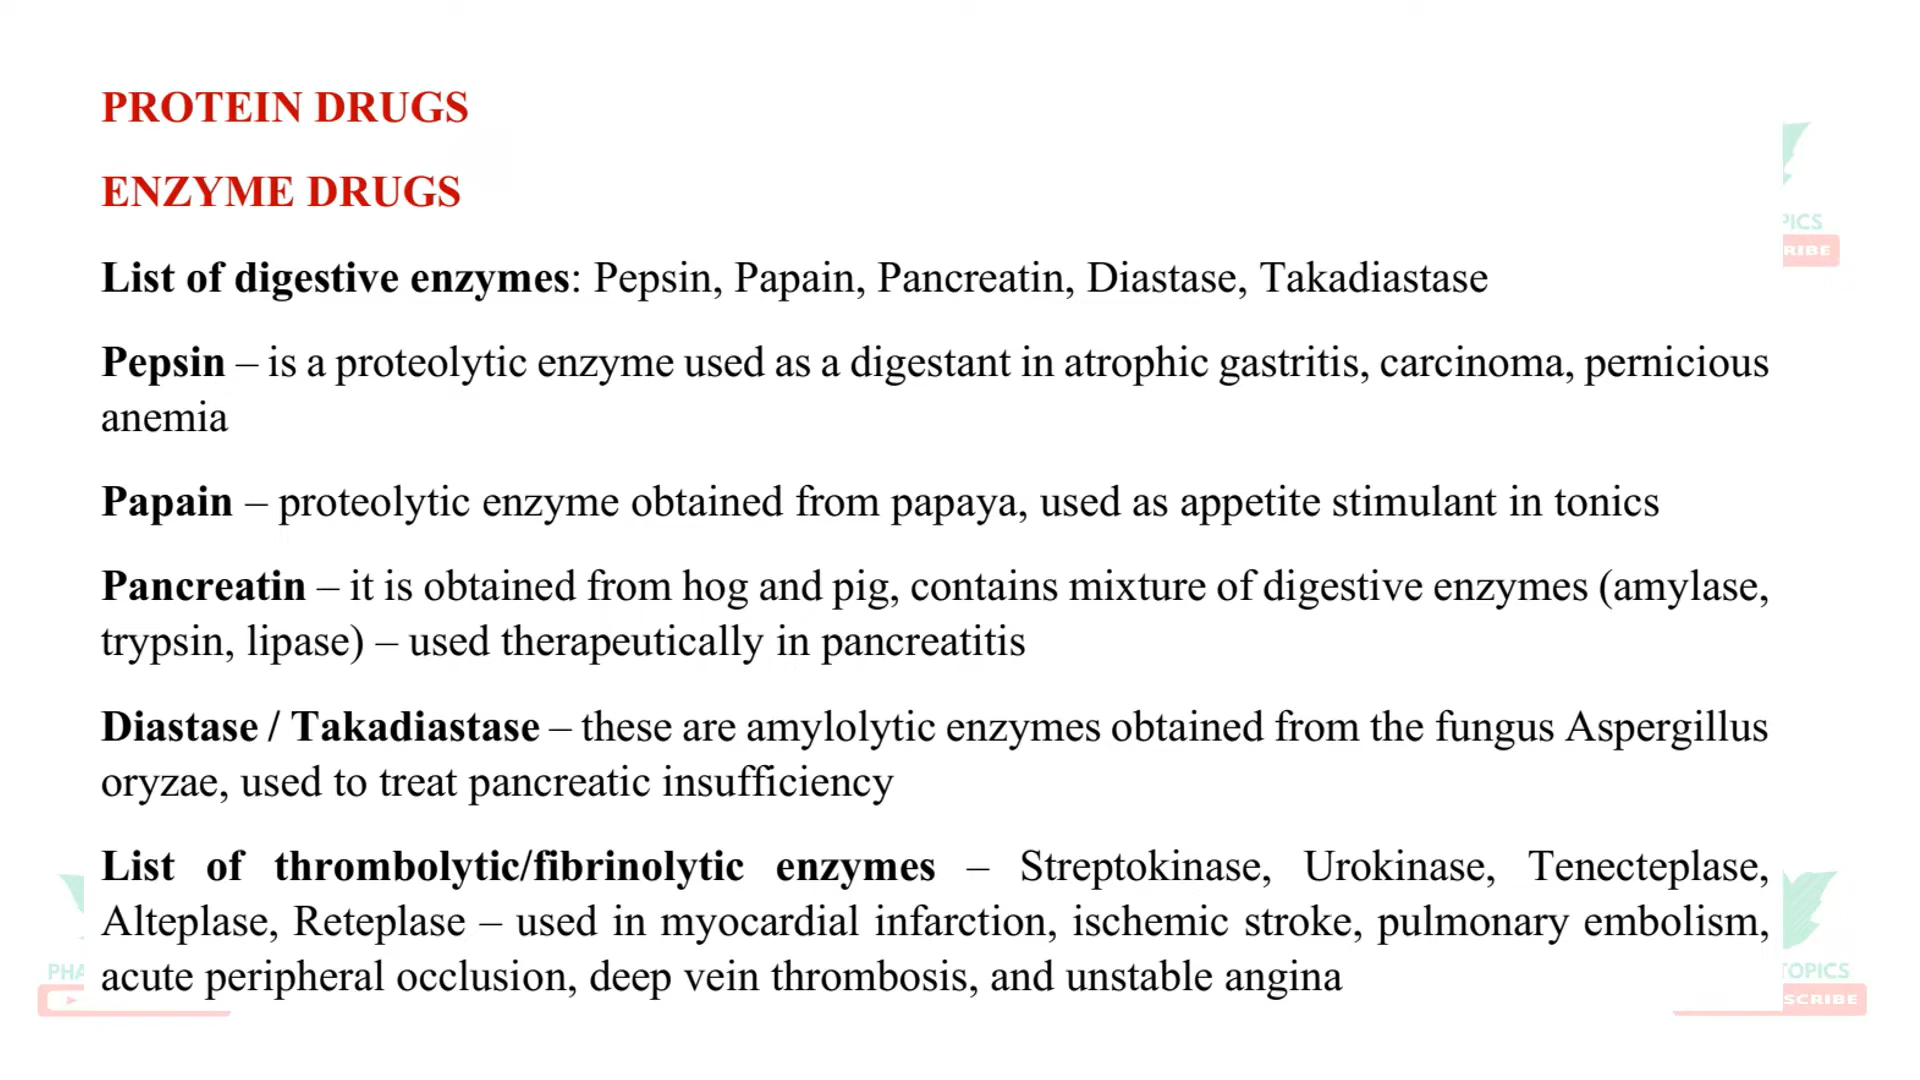 PROTEIN DRUGS
ENZYME DRUGS
List of digestive enzymes: Pepsin, Papain, Pancreatin, Diastase, Takadiastase
Pepsin – is a proteolytic enzyme used as a digestant in atrophic gastritis, carcinoma, pernicious
anemia
Papain – proteolytic enzyme obtained from papaya, used as appetite stimulant in tonics
Pancreatin – it is obtained from hog and pig, contains mixture of digestive enzymes (amylase,
trypsin, lipase) – used therapeutically in pancreatitis
Diastase / Takadiastase – these are amylolytic enzymes obtained from the fungus Aspergillus
oryzae, used to treat pancreatic insufficiency
List of thrombolytic/fibrinolytic enzymes – Streptokinase, Urokinase, Tenecteplase,
Alteplase, Reteplase – used in myocardial infarction, ischemic stroke, pulmonary embolism,
acute peripheral occlusion, deep vein thrombosis, and unstable angina
PICS
RIBE
PHA
TOPICS
SCRIBE